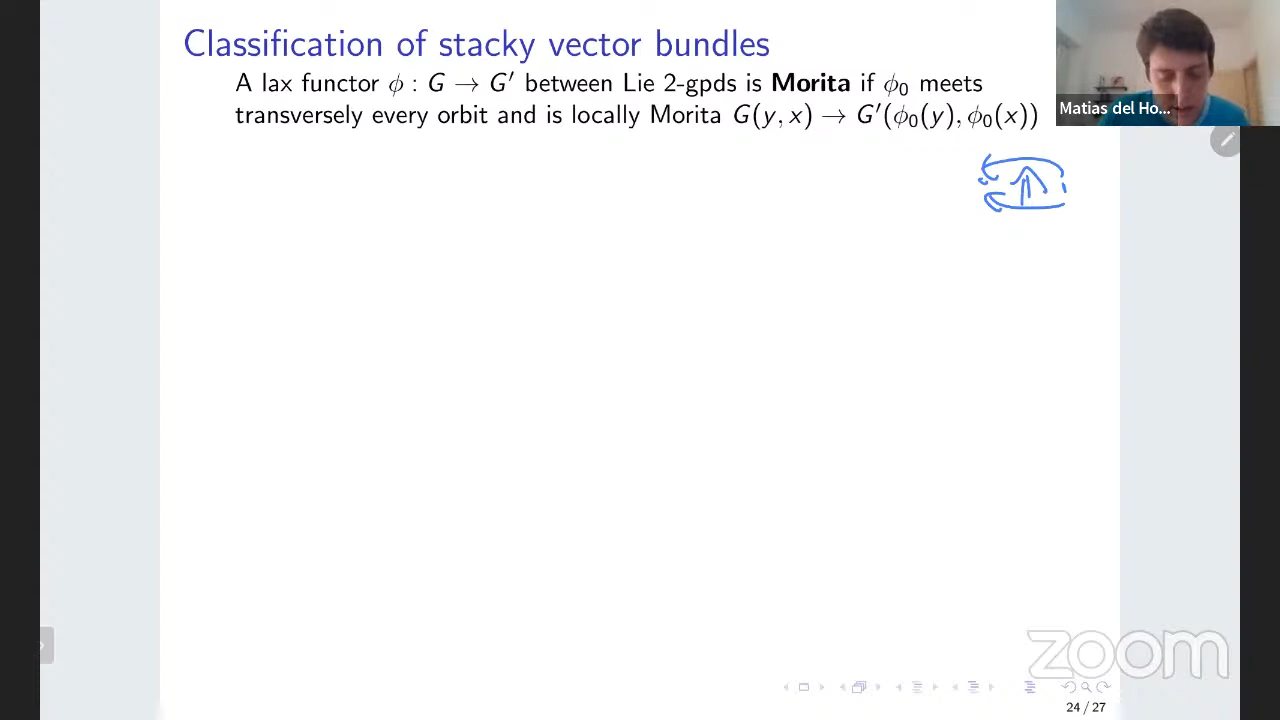 Classification of stacky vector bundles
A lax functor ϕ : G → G′ between Lie 2-gpds is Morita if ϕ₀ meets
transversely every orbit and is locally Morita G(y, x) → G′(ϕ₀(y), ϕ₀(x))
Matias del Ho...
zoom
24 / 27